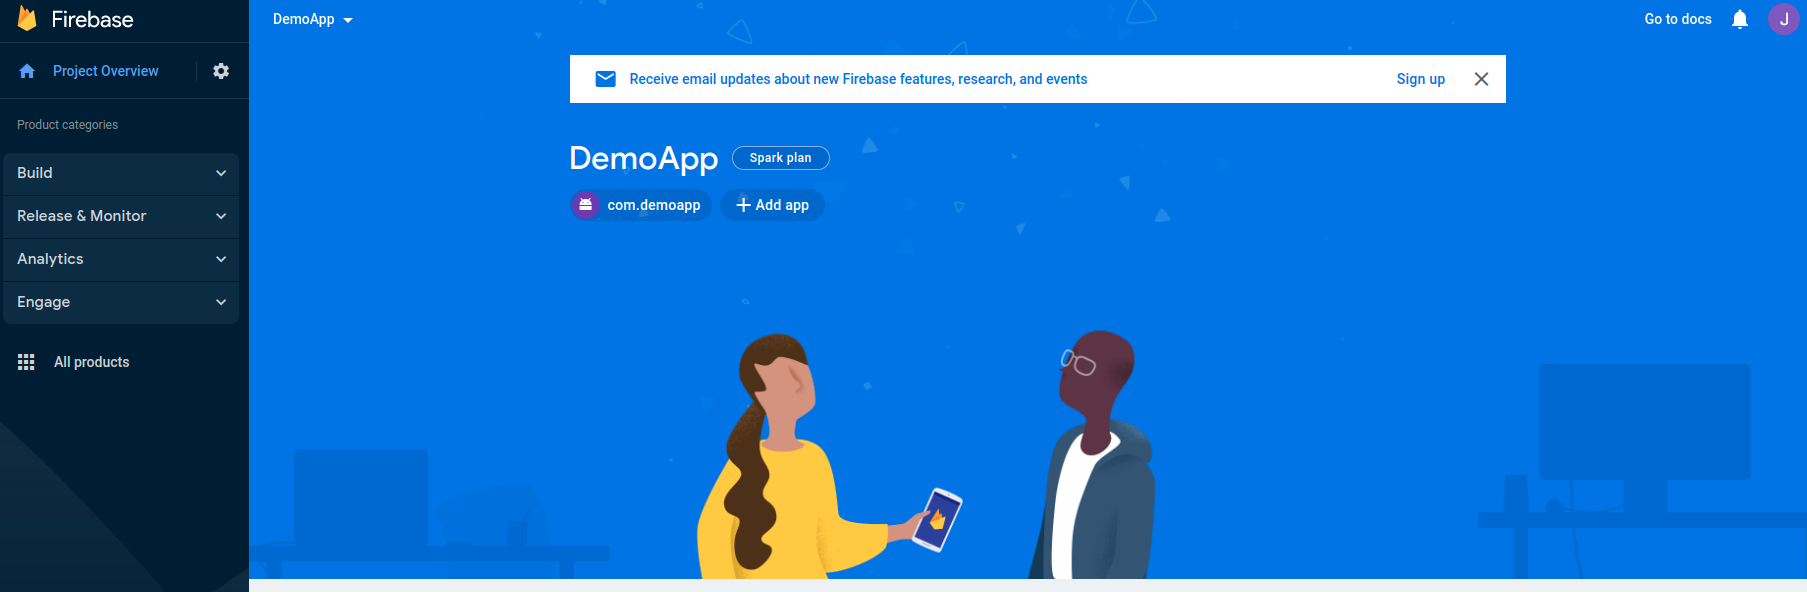 Firebase
DemoApp
Go to docs
J
Project Overview
Receive email updates about new Firebase features, research, and events
Sign up
Product categories
DemoApp
Spark plan
com.demoapp
Add app
Build
Release & Monitor
Analytics
Engage
All products